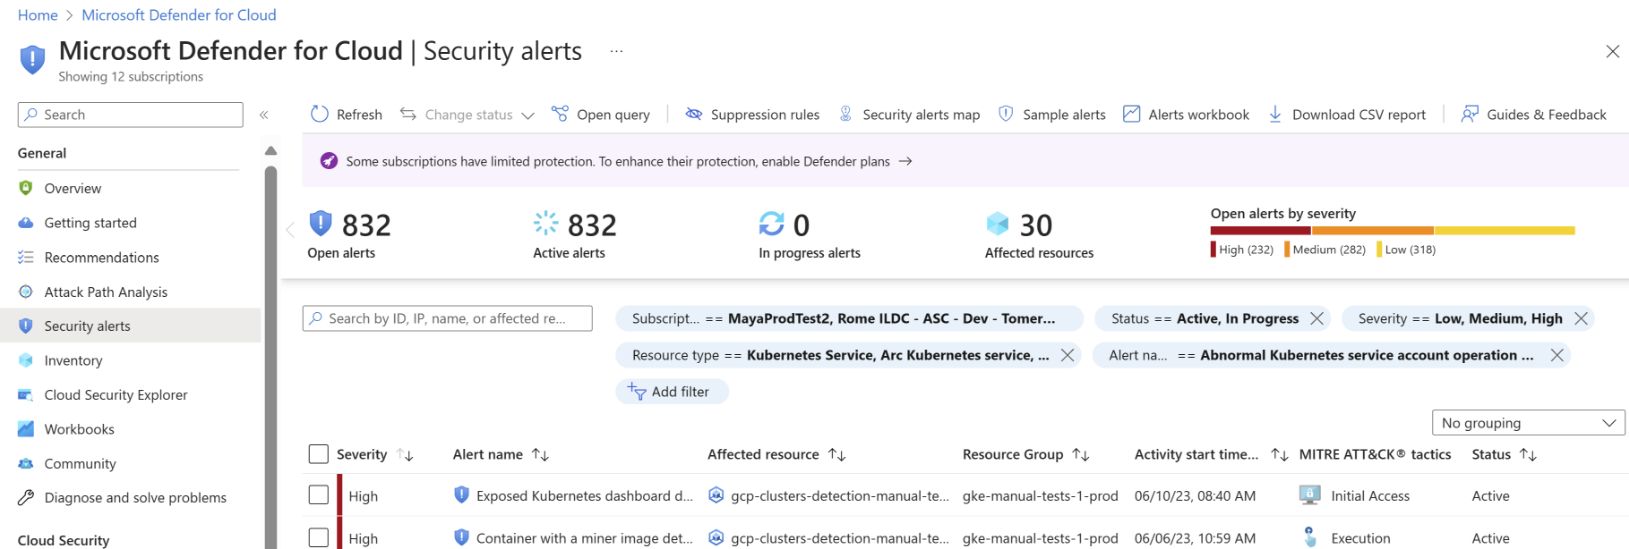 Home > Microsoft Defender for Cloud
Microsoft Defender for Cloud | Security alerts ...
Showing 12 subscriptions
Search «
Refresh Change status Open query Suppression rules Security alerts map Sample alerts Alerts workbook Download CSV report Guides & Feedback
General
Some subscriptions have limited protection. To enhance their protection, enable Defender plans →
Overview
Getting started
Recommendations
Attack Path Analysis
Security alerts
Inventory
Cloud Security Explorer
Workbooks
Community
Diagnose and solve problems
Cloud Security
832 832 0 30
Open alerts Active alerts In progress alerts Affected resources
Open alerts by severity
High (232) Medium (282) Low (318)
Search by ID, IP, name, or affected re...
Subscript... == MayaProdTest2, Rome ILDC - ASC - Dev - Tomer... Status == Active, In Progress Severity == Low, Medium, High
Resource type == Kubernetes Service, Arc Kubernetes service, ... Alert na... == Abnormal Kubernetes service account operation ...
Add filter
No grouping
Severity ↑↓ Alert name ↑↓ Affected resource ↑↓ Resource Group ↑↓ Activity start time... ↑↓ MITRE ATT&CK® tactics Status ↑↓
High Exposed Kubernetes dashboard d... gcp-clusters-detection-manual-te... gke-manual-tests-1-prod 06/10/23, 08:40 AM Initial Access Active
High Container with a miner image det... gcp-clusters-detection-manual-te... gke-manual-tests-1-prod 06/06/23, 10:59 AM Execution Active